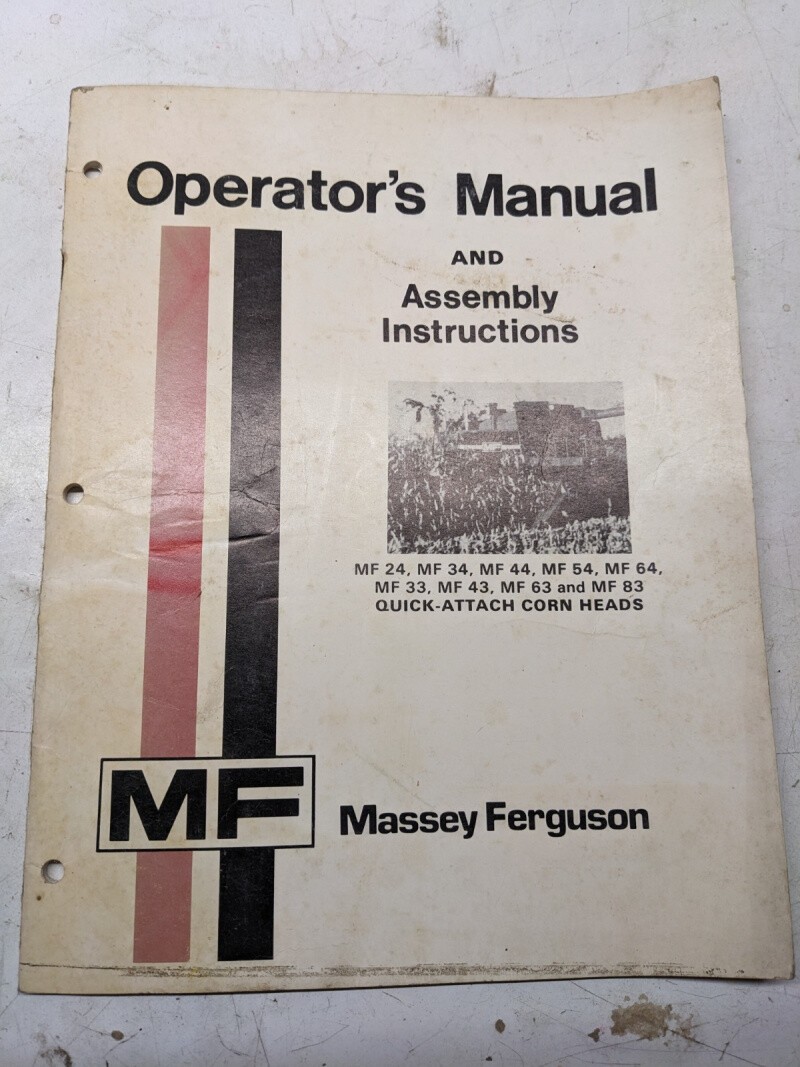 Operator's Manual
AND
Assembly
Instructions
MF 24, MF 34, MF 44, MF 54, MF 64,
MF 33, MF 43, MF 63 and MF 83
QUICK-ATTACH CORN HEADS
MF Massey Ferguson